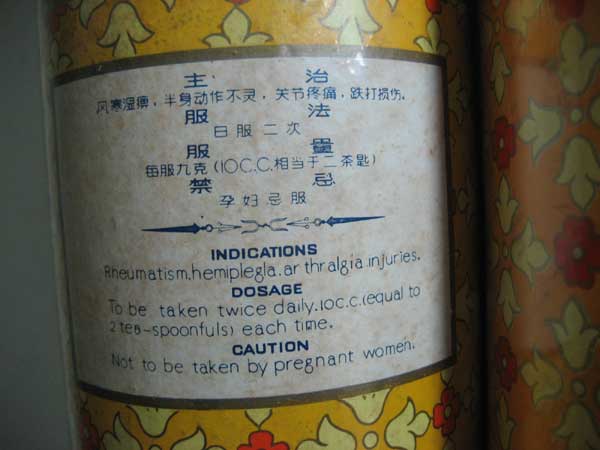 主 治
风寒湿痹，半身动作不灵，关节疼痛，跌打损伤。
服 法
日服二次
服 量
每服九克(10C.C.相当于二茶匙)
禁 忌
孕妇忌服
INDICATIONS
Rheumatism.hemiplegla.ar thralgia.injuries.
DOSAGE
To be taken twice daily.10c.c.(equal to
2 tea-spoonfuls) each time.
CAUTION
Not to be taken by pregnant women.